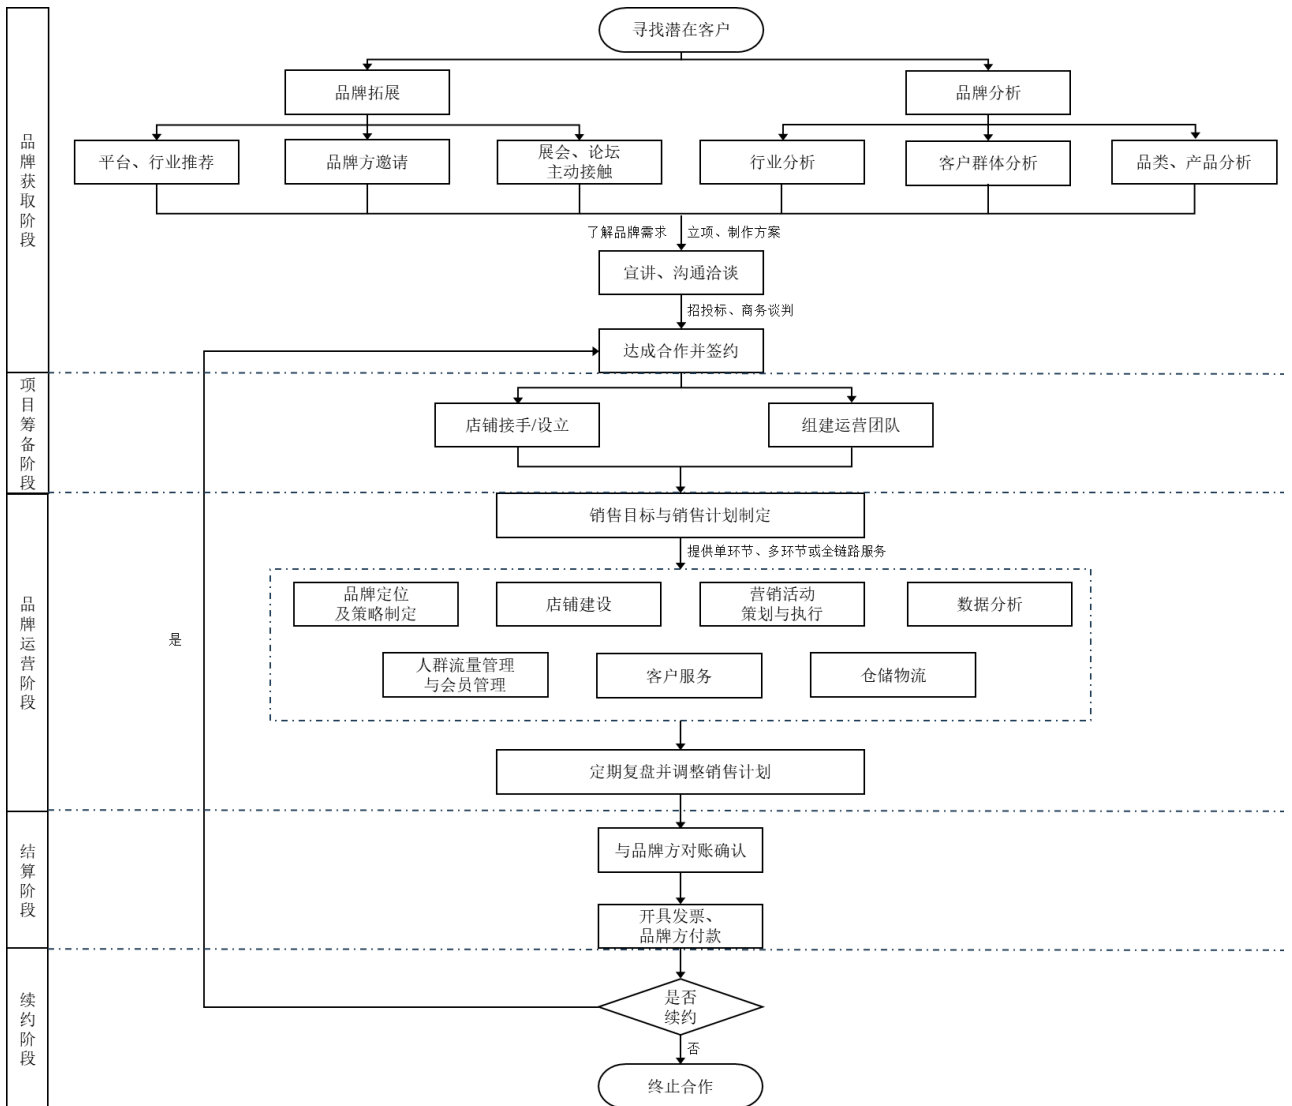 寻找潜在客户
品牌拓展
品牌分析
平台、行业推荐
品牌方邀请
展会、论坛
主动接触
行业分析
客户群体分析
品类、产品分析
品牌获取阶段
了解品牌需求
立项、制作方案
宣讲、沟通洽谈
招投标、商务谈判
达成合作并签约
项目筹备阶段
店铺接手/设立
组建运营团队
销售目标与销售计划制定
提供单环节、多环节或全链路服务
品牌运营阶段
品牌定位
及策略制定
店铺建设
营销活动
策划与执行
数据分析
是
人群流量管理
与会员管理
客户服务
仓储物流
定期复盘并调整销售计划
结算阶段
与品牌方对账确认
开具发票、
品牌方付款
续约阶段
是否
续约
否
终止合作